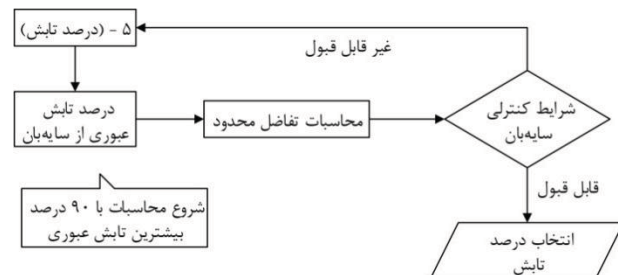 ۵ - (درصد تابش)
غیر قابل قبول
درصد تابش
عبوری از سایه‌بان
محاسبات تفاضل محدود
شرایط کنترلی
سایه‌بان
شروع محاسبات با ۹۰ درصد
بیشترین تابش عبوری
قابل قبول
انتخاب درصد
تابش